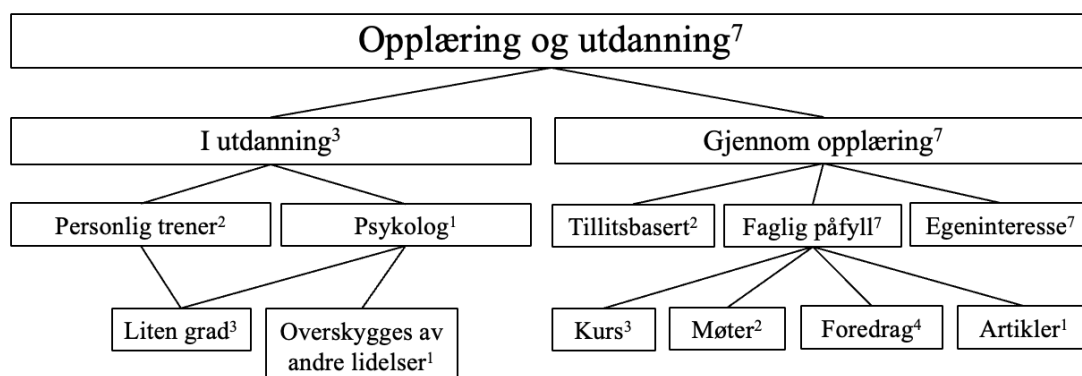 Opplæring og utdanning⁷
I utdanning³
Gjennom opplæring⁷
Personlig trener²
Psykolog¹
Tillitsbasert²
Faglig påfyll⁷
Egeninteresse⁷
Liten grad³
Overskygges av
andre lidelser¹
Kurs³
Møter²
Foredrag⁴
Artikler¹